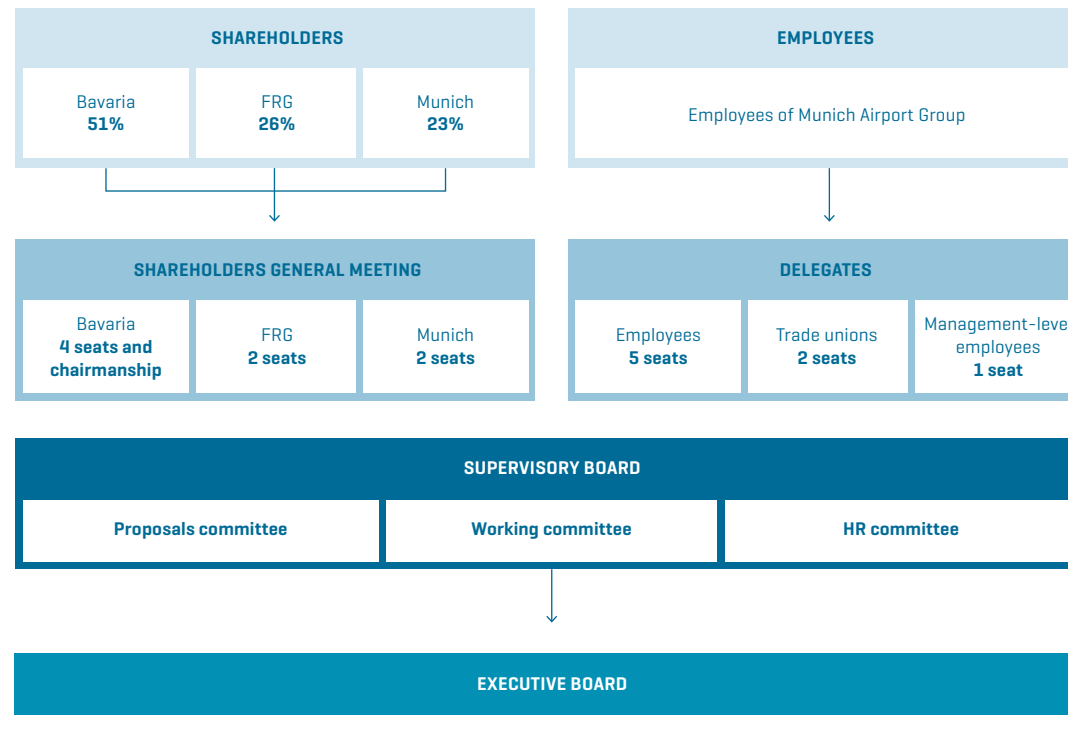 SHAREHOLDERS
Bavaria
51%
FRG
26%
Munich
23%
EMPLOYEES
Employees of Munich Airport Group
SHAREHOLDERS GENERAL MEETING
Bavaria
4 seats and
chairmanship
FRG
2 seats
Munich
2 seats
DELEGATES
Employees
5 seats
Trade unions
2 seats
Management-leve
employees
1 seat
SUPERVISORY BOARD
Proposals committee
Working committee
HR committee
EXECUTIVE BOARD